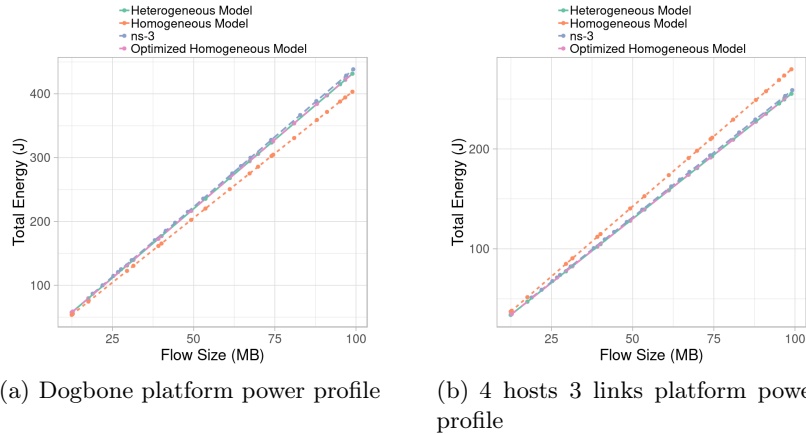 Heterogeneous Model
Homogeneous Model
ns-3
Optimized Homogeneous Model
Total Energy (J)
400
300
200
100
25
50
75
100
Flow Size (MB)
(a) Dogbone platform power profile
Heterogeneous Model
Homogeneous Model
ns-3
Optimized Homogeneous Model
Total Energy (J)
200
100
25
50
75
100
Flow Size (MB)
(b) 4 hosts 3 links platform powe
profile